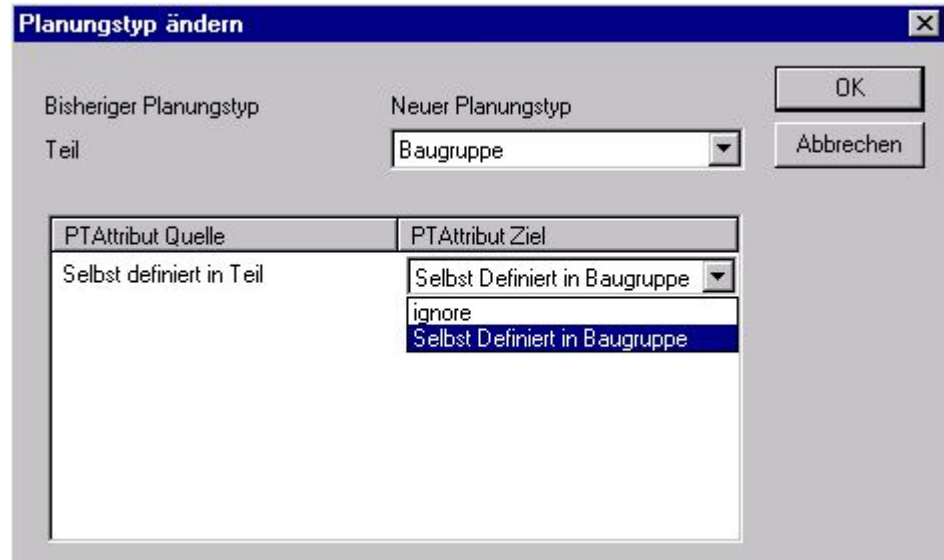 Planungstyp ändern
OK
Bisheriger Planungstyp Neuer Planungstyp
Teil Baugruppe Abbrechen
PTAttribut Quelle PTAttribut Ziel
Selbst definiert in Teil Selbst Definiert in Baugruppe
ignore
Selbst Definiert in Baugruppe